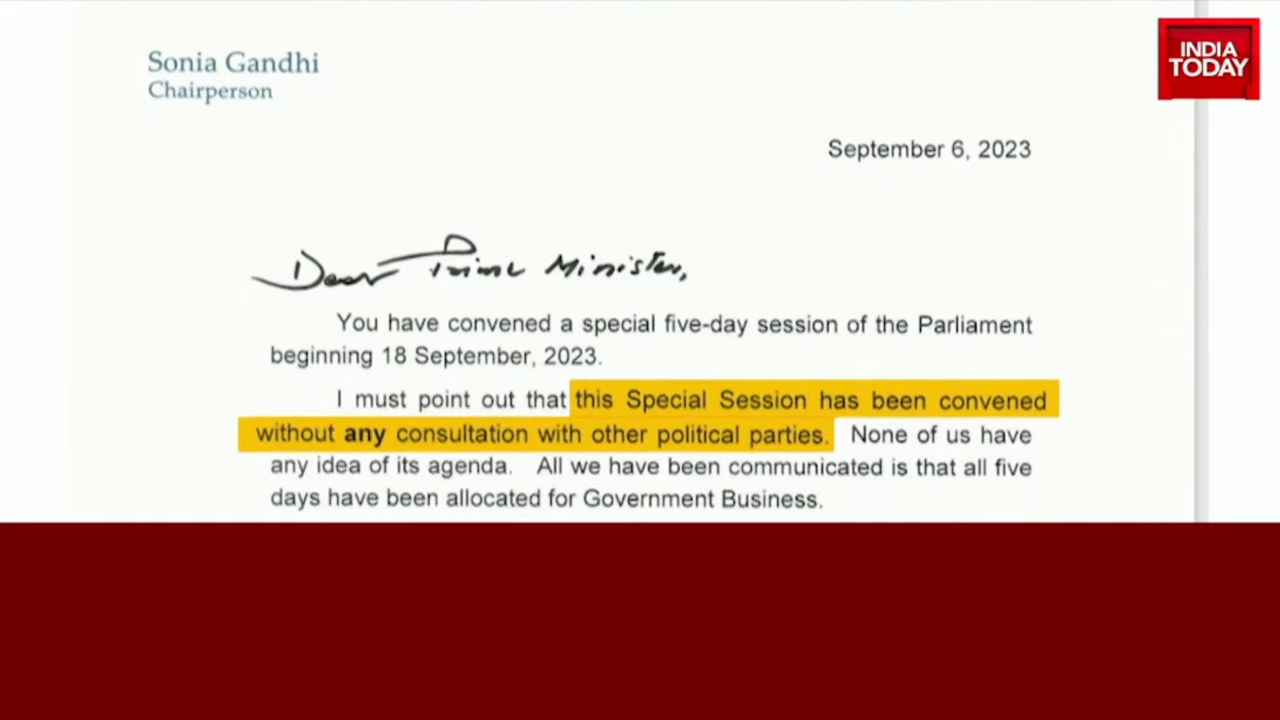 Sonia Gandhi
Chairperson
INDIA
TODAY
September 6, 2023
Dear Prime Minister,
You have convened a special five-day session of the Parliament
beginning 18 September, 2023.
I must point out that this Special Session has been convened
without any consultation with other political parties. None of us have
any idea of its agenda. All we have been communicated is that all five
days have been allocated for Government Business.